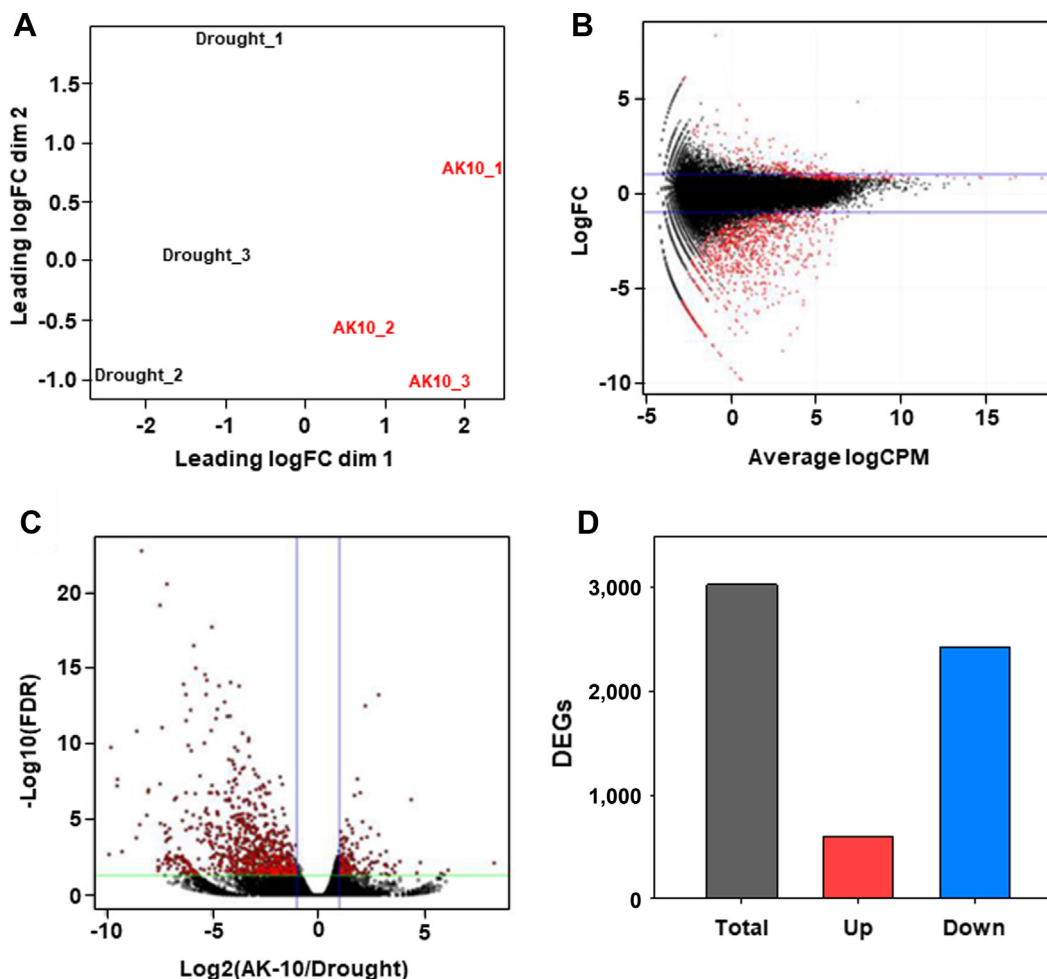 A
Leading logFC dim 2
1.5
1.0
0.5
0.0
-0.5
-1.0
Drought_1
AK10_1
Drought_3
AK10_2
Drought_2
AK10_3
-2
-1
0
1
2
Leading logFC dim 1
B
LogFC
5
0
-5
-10
-5
0
5
10
15
Average logCPM
C
-Log10(FDR)
20
15
10
5
0
-10
-5
0
5
Log2(AK-10/Drought)
D
DEGs
3,000
2,000
1,000
0
Total
Up
Down